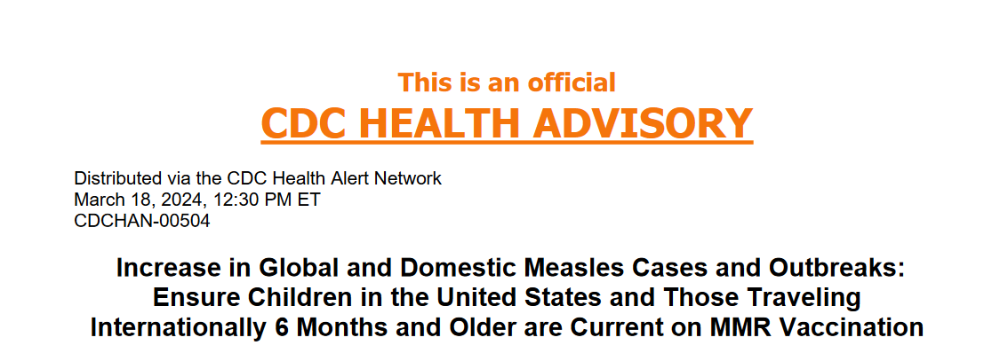 This is an official
CDC HEALTH ADVISORY
Distributed via the CDC Health Alert Network
March 18, 2024, 12:30 PM ET
CDCHAN-00504
Increase in Global and Domestic Measles Cases and Outbreaks:
Ensure Children in the United States and Those Traveling
Internationally 6 Months and Older are Current on MMR Vaccination